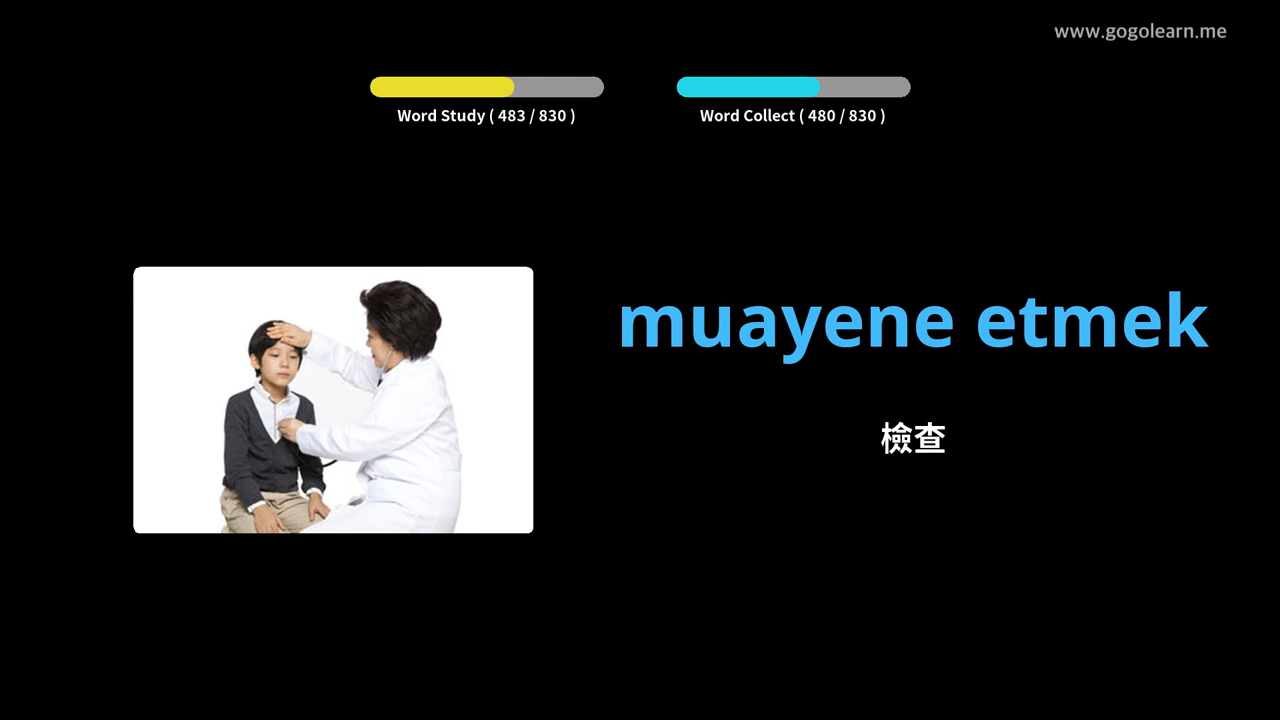 www.gogolearn.me
Word Study ( 483 / 830 )
Word Collect ( 480 / 830 )
muayene etmek
檢查